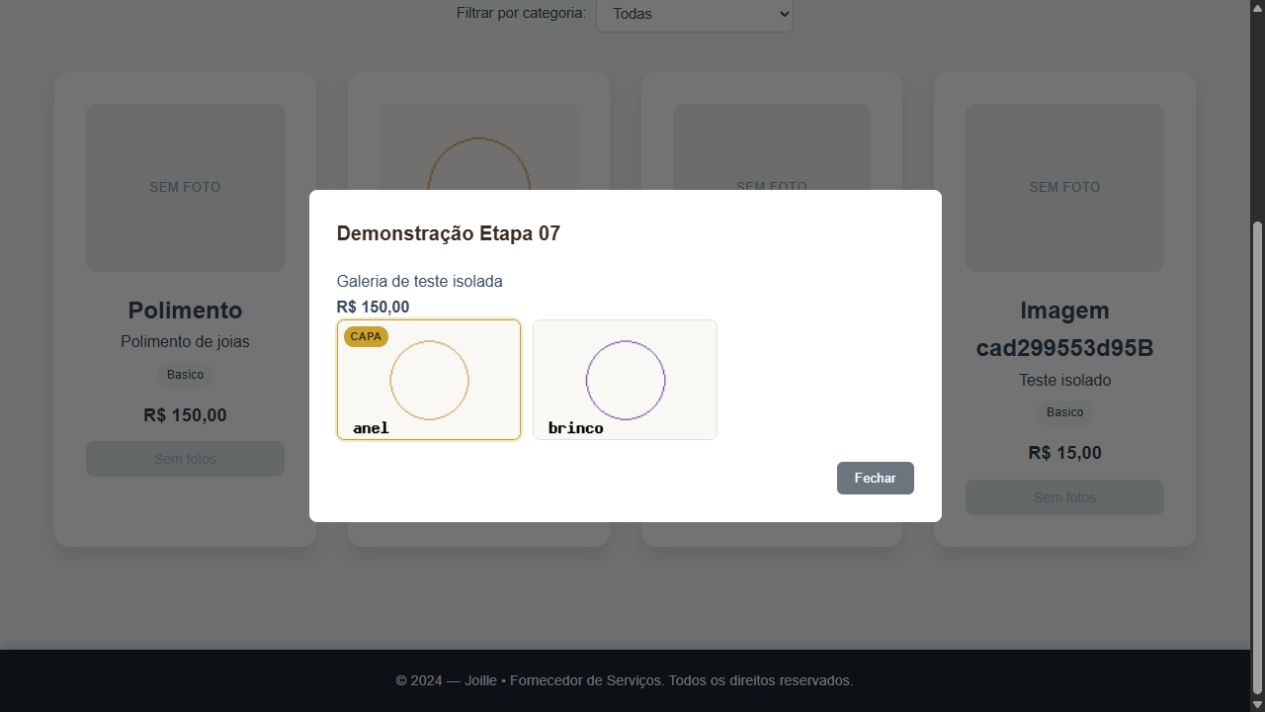 Filtrar por categoria: Todas
SEM FOTO
SEM FOTO
SEM FOTO
Demonstração Etapa 07
Galeria de teste isolada
R$ 150,00
CAPA
anel
brinco
Fechar
Polimento
Polimento de joias
Basico
R$ 150,00
Sem fotos
Imagem
cad299553d95B
Teste isolado
Basico
R$ 15,00
Sem fotos
© 2024 — Joille • Fornecedor de Serviços. Todos os direitos reservados.